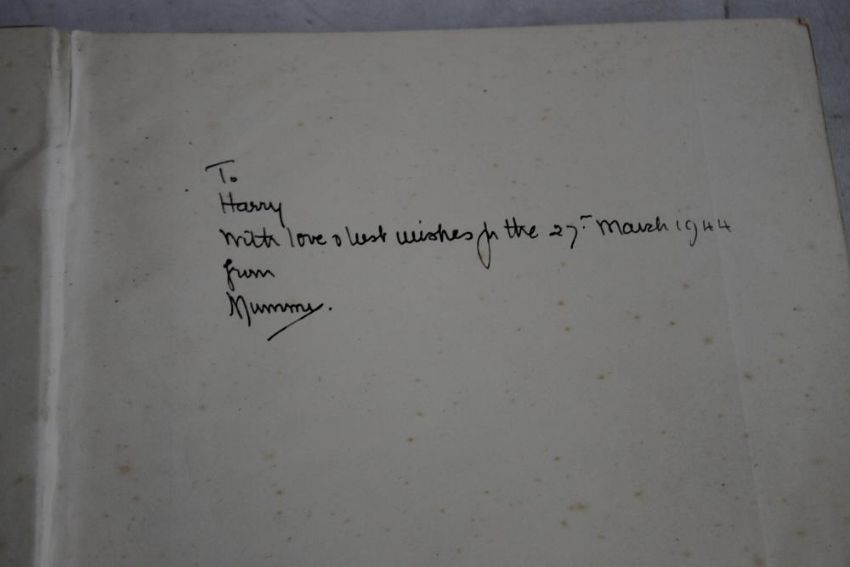 To
Harry
With love & best wishes for the 27th March 1944
from
Mummy.